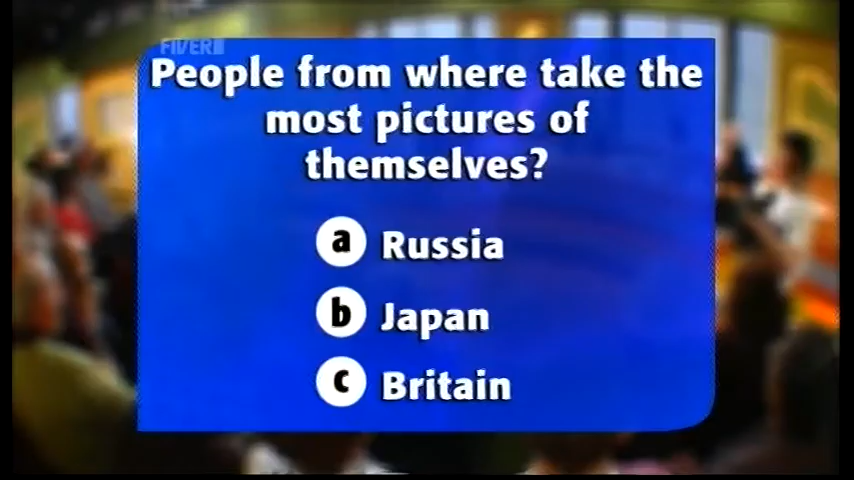 FIVER
People from where take the
most pictures of
themselves?
a Russia
b Japan
c Britain